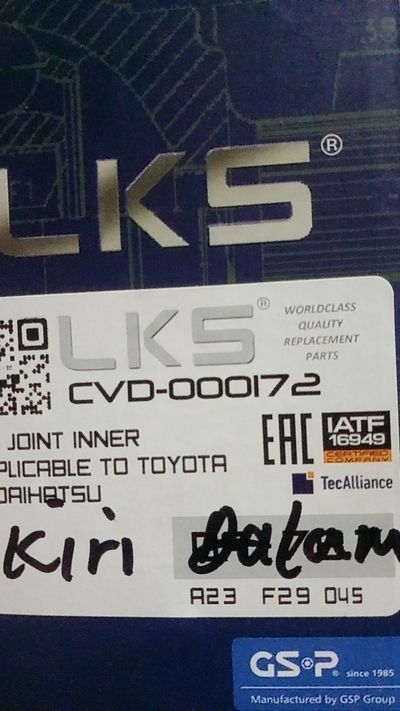 LKS®
LKS®
WORLDCLASS
QUALITY
REPLACEMENT
PARTS
CVD-000172
JOINT INNER
PLICABLE TO TOYOTA
DAIHATSU
EAC
IATF
16949
CERTIFIED
COMPANY
TecAlliance
Kiri Dalam
A23 F29 045
GSP® since 1985
Manufactured by GSP Group